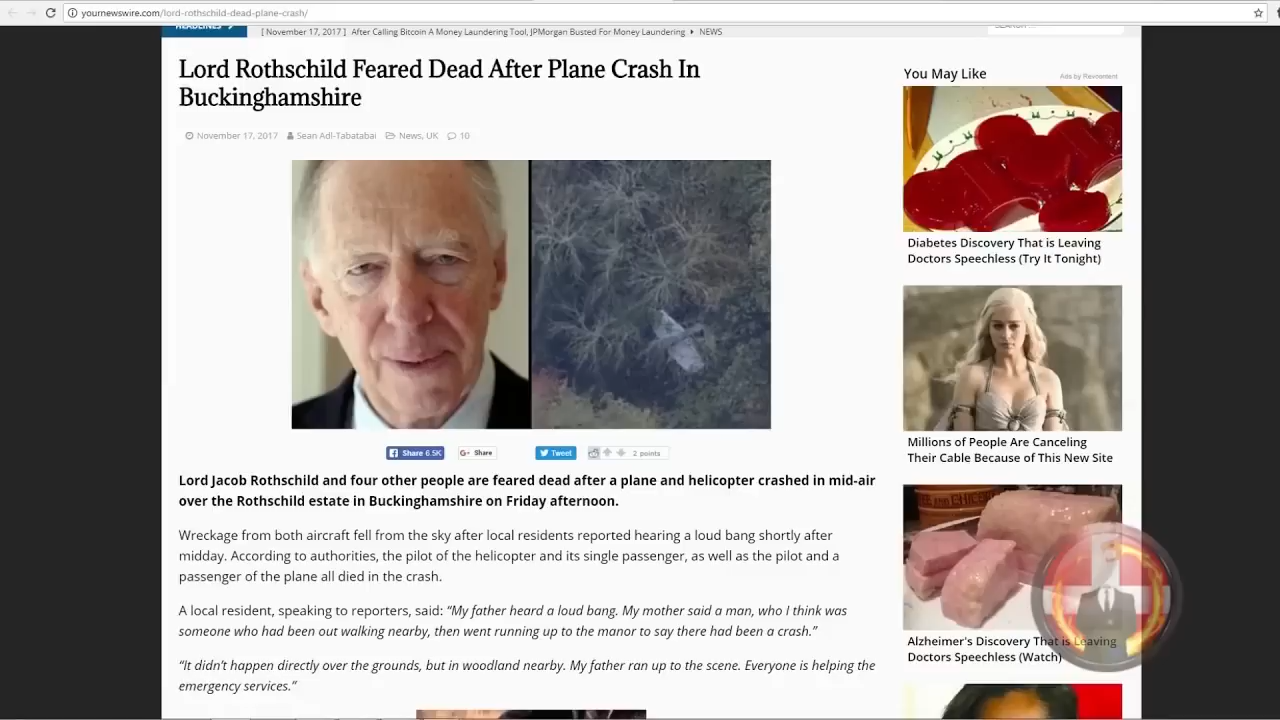 yournewswire.com/lord-rothschild-dead-plane-crash/
HEADLINES
[ November 17, 2017 ] After Calling Bitcoin A Money Laundering Tool, JPMorgan Busted For Money Laundering NEWS
SEARCH …
Lord Rothschild Feared Dead After Plane Crash In
Buckinghamshire
November 17, 2017 Sean Adl-Tabatabai News, UK 10
Share 6.5K
Share
Tweet
2 points
Lord Jacob Rothschild and four other people are feared dead after a plane and helicopter crashed in mid-air
over the Rothschild estate in Buckinghamshire on Friday afternoon.
Wreckage from both aircraft fell from the sky after local residents reported hearing a loud bang shortly after
midday. According to authorities, the pilot of the helicopter and its single passenger, as well as the pilot and a
passenger of the plane all died in the crash.
A local resident, speaking to reporters, said: “My father heard a loud bang. My mother said a man, who I think was
someone who had been out walking nearby, then went running up to the manor to say there had been a crash.”
“It didn’t happen directly over the grounds, but in woodland nearby. My father ran up to the scene. Everyone is helping the
emergency services.”
You May Like
Ads by Revcontent
Diabetes Discovery That is Leaving
Doctors Speechless (Try It Tonight)
Millions of People Are Canceling
Their Cable Because of This New Site
Alzheimer's Discovery That is Leaving
Doctors Speechless (Watch)